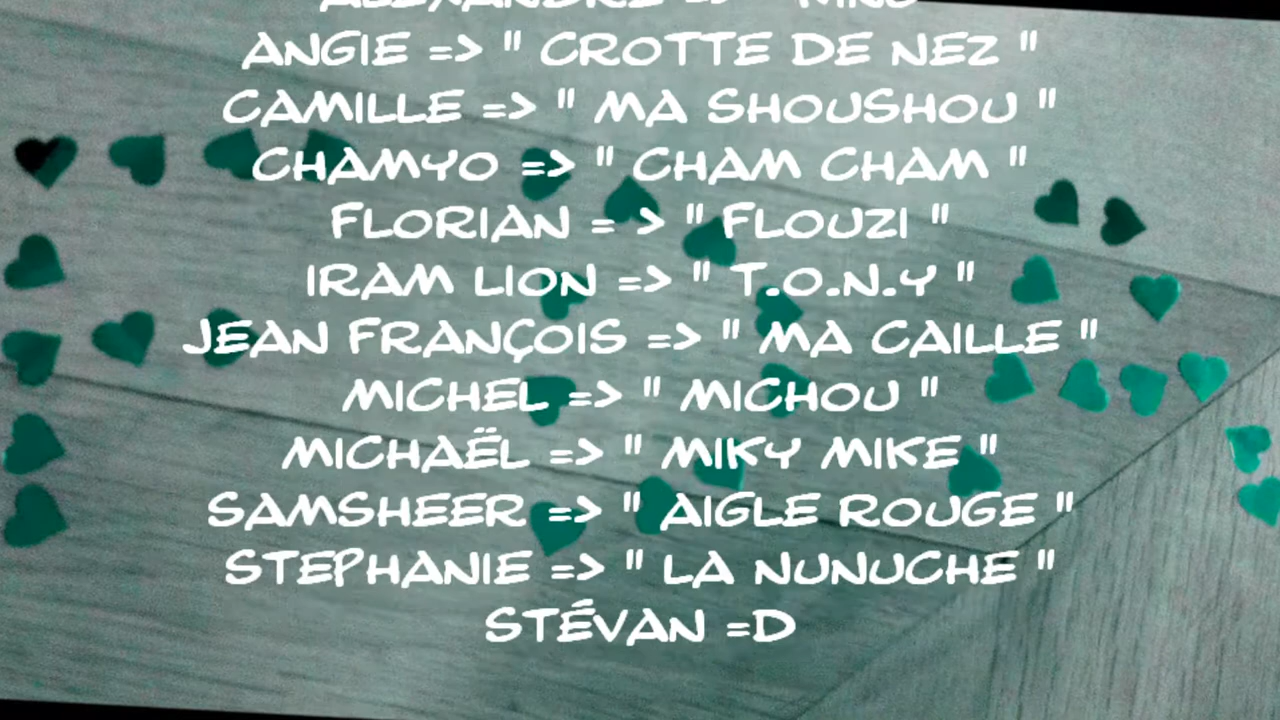 ANGIE => " CROTTE DE NEZ "
CAMILLE => " MA SHOUSHOU "
CHAMYO => " CHAM CHAM "
FLORIAN = > " FLOUZI "
IRAM LION => " T.O.N.Y "
JEAN FRANÇOIS => " MA CAILLE "
MICHEL => " MICHOU "
MICHAËL => " MIKY MIKE "
SAMSHEER => " AIGLE ROUGE "
STEPHANIE => " LA NUNUCHE "
STÉVAN =D